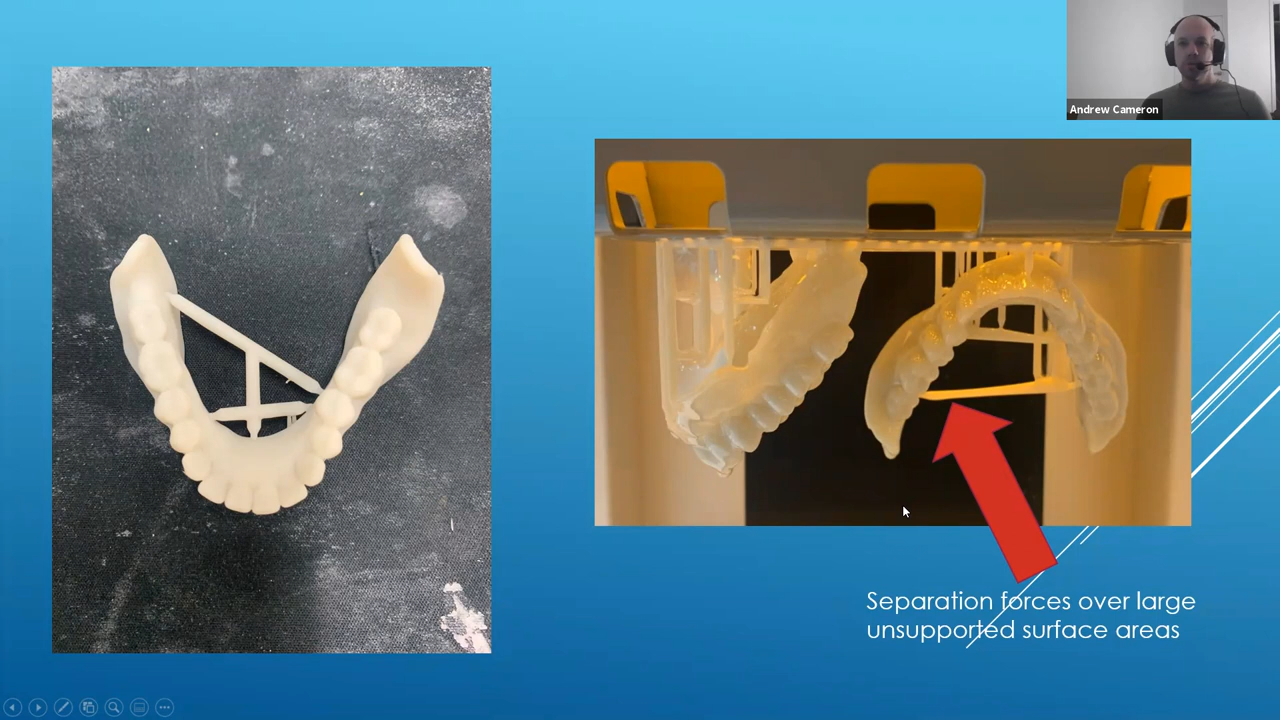 Andrew Cameron
Separation forces over large
unsupported surface areas